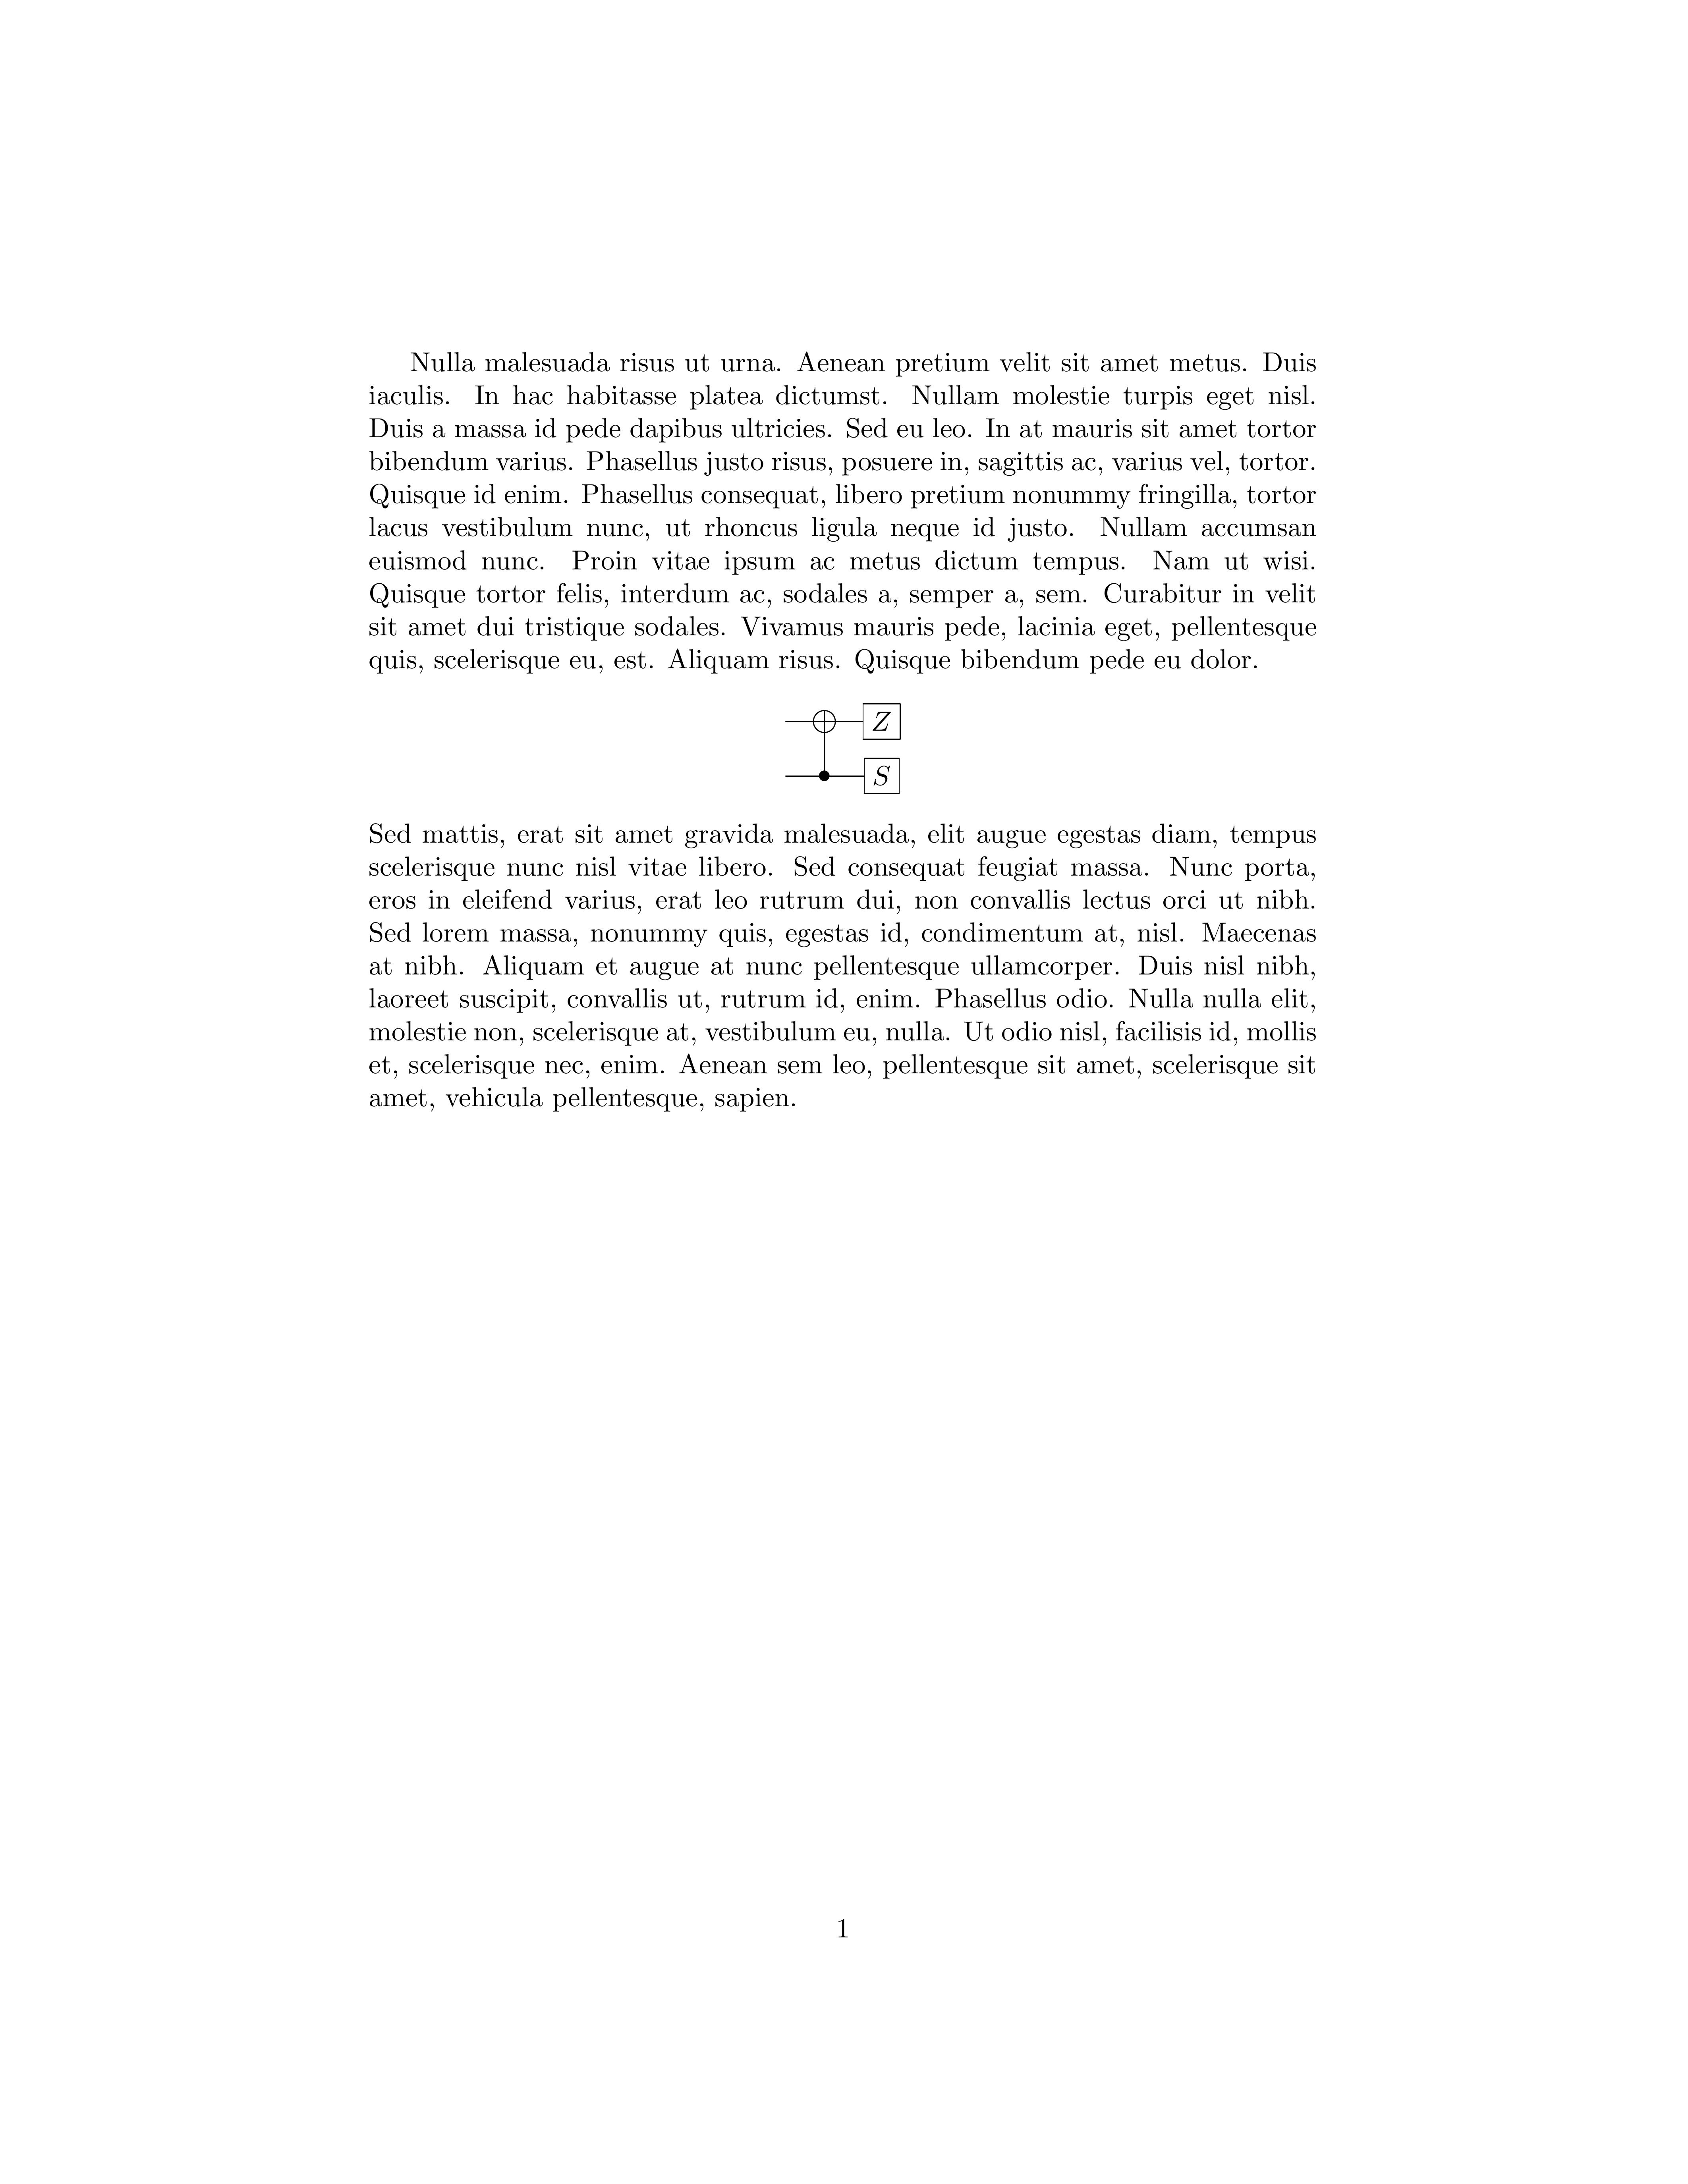 Nulla malesuada risus ut urna. Aenean pretium velit sit amet metus. Duis
iaculis. In hac habitasse platea dictumst. Nullam molestie turpis eget nisl.
Duis a massa id pede dapibus ultricies. Sed eu leo. In at mauris sit amet tortor
bibendum varius. Phasellus justo risus, posuere in, sagittis ac, varius vel, tortor.
Quisque id enim. Phasellus consequat, libero pretium nonummy fringilla, tortor
lacus vestibulum nunc, ut rhoncus ligula neque id justo. Nullam accumsan
euismod nunc. Proin vitae ipsum ac metus dictum tempus. Nam ut wisi.
Quisque tortor felis, interdum ac, sodales a, semper a, sem. Curabitur in velit
sit amet dui tristique sodales. Vivamus mauris pede, lacinia eget, pellentesque
quis, scelerisque eu, est. Aliquam risus. Quisque bibendum pede eu dolor.
Z
S
Sed mattis, erat sit amet gravida malesuada, elit augue egestas diam, tempus
scelerisque nunc nisl vitae libero. Sed consequat feugiat massa. Nunc porta,
eros in eleifend varius, erat leo rutrum dui, non convallis lectus orci ut nibh.
Sed lorem massa, nonummy quis, egestas id, condimentum at, nisl. Maecenas
at nibh. Aliquam et augue at nunc pellentesque ullamcorper. Duis nisl nibh,
laoreet suscipit, convallis ut, rutrum id, enim. Phasellus odio. Nulla nulla elit,
molestie non, scelerisque at, vestibulum eu, nulla. Ut odio nisl, facilisis id, mollis
et, scelerisque nec, enim. Aenean sem leo, pellentesque sit amet, scelerisque sit
amet, vehicula pellentesque, sapien.
1